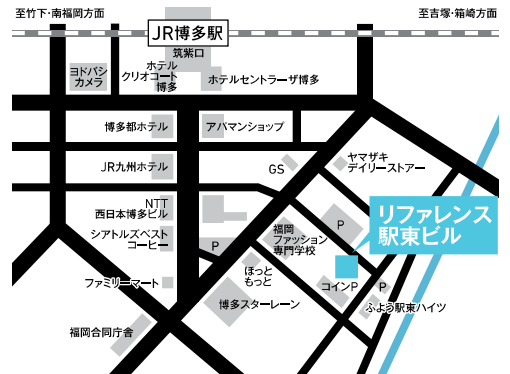 至竹下・南福岡方面
至吉塚・箱崎方面
JR博多駅
筑紫口
ヨドバシ
カメラ
ホテル
クリオコート
博多
ホテルセントラーザ博多
博多都ホテル
アパマンショップ
JR九州ホテル
GS
ヤマザキ
デイリーストアー
NTT
西日本博多ビル
シアトルズベスト
コーヒー
P
福岡
ファッション
専門学校
P
リファレンス
駅東ビル
ほっと
もっと
ファミリーマート
コインP
P
博多スターレーン
ふよう駅東ハイツ
福岡合同庁舎